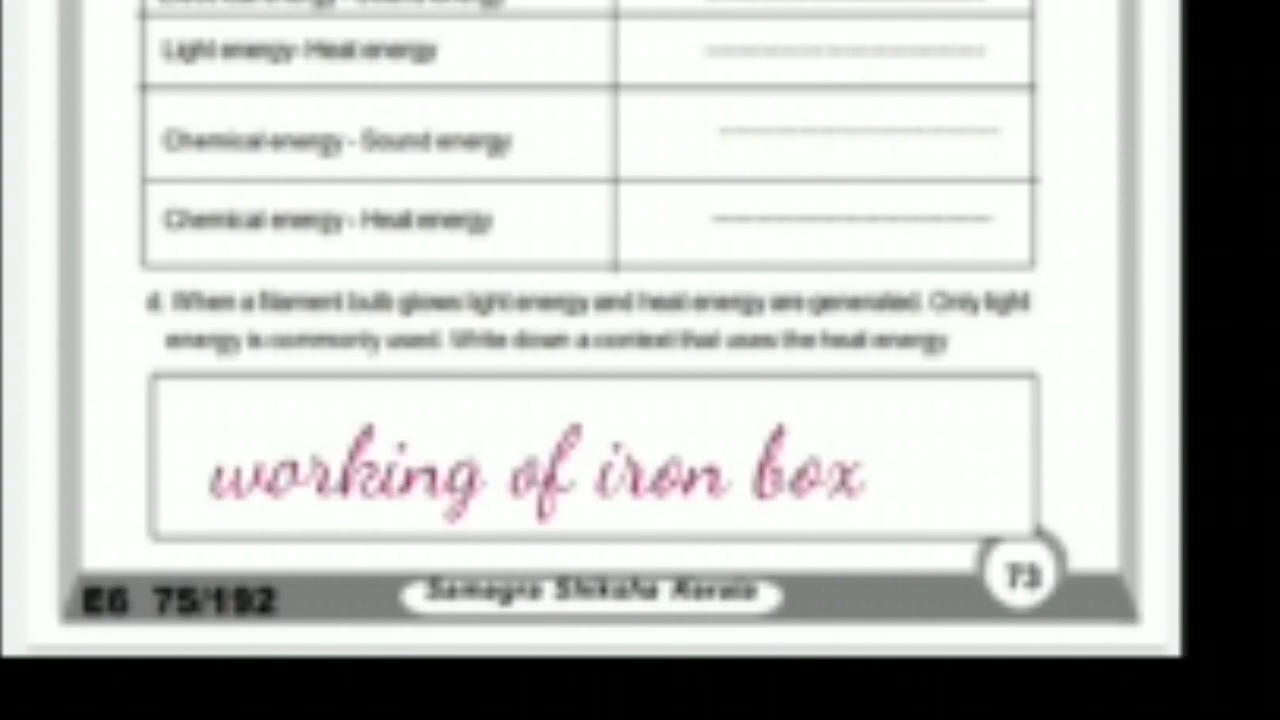 Light energy- Heat energy
Chemical energy - Sound energy
Chemical energy - Heat energy
d. When a filament bulb glows light energy and heat energy are generated. Only light
energy is commonly used. Write down a context that uses the heat energy
working of iron box
73
E6 75/192
Samagra Shiksha Kerala